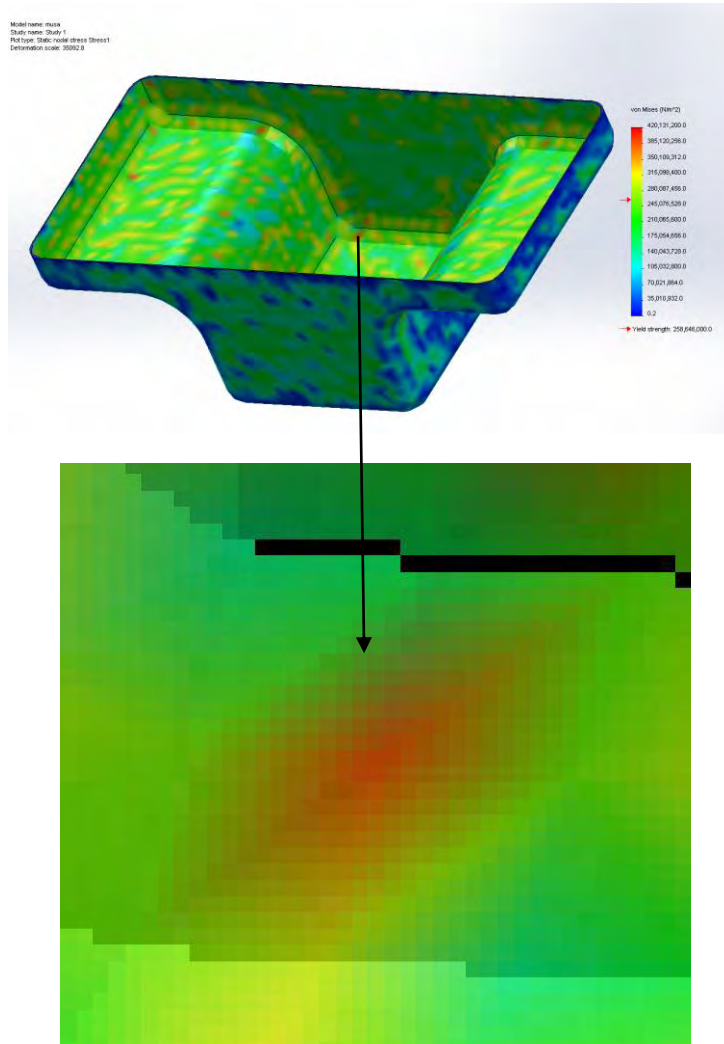 Model name: musa
Study name: Study 1
Plot type: Static nodal stress Stress1
Deformation scale: 35092.8
von Mises (N/m^2)
420,131,200.0
385,120,256.0
350,109,312.0
315,098,400.0
280,087,456.0
245,076,528.0
210,065,600.0
175,054,656.0
140,043,728.0
105,032,800.0
70,021,864.0
35,010,932.0
0.2
Yield strength: 258,646,000.0